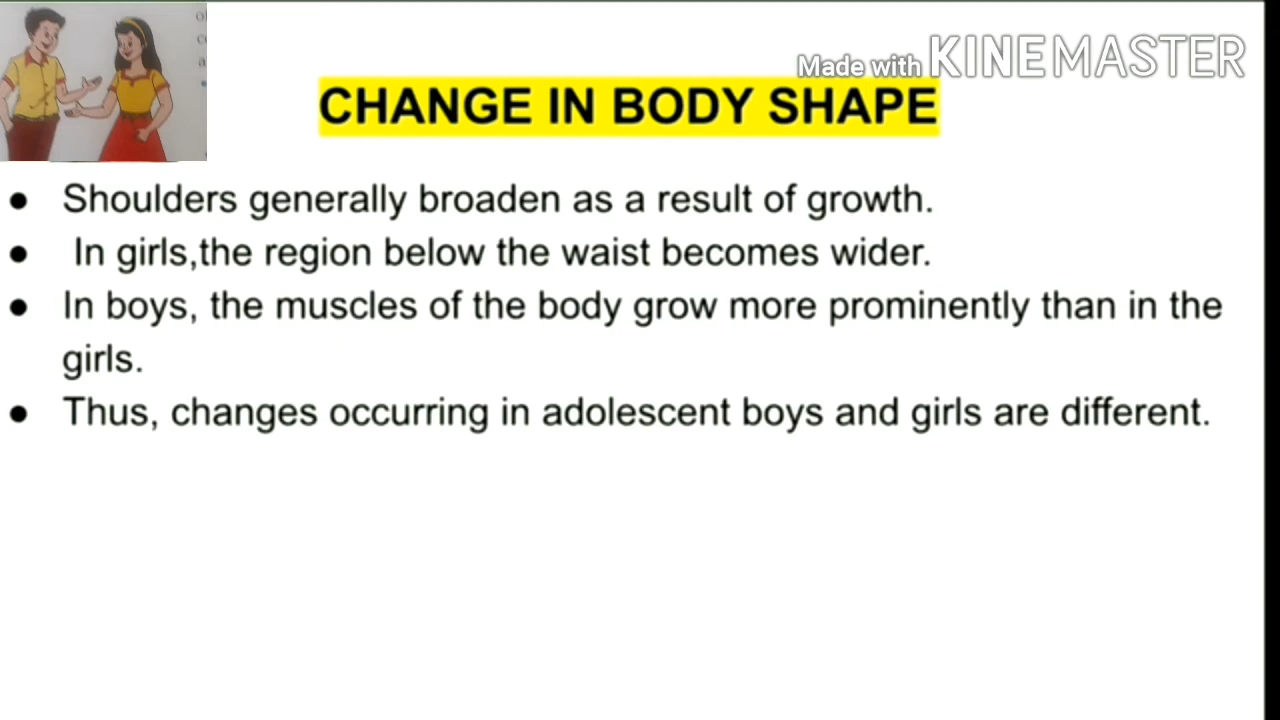 Made with KINEMASTER
CHANGE IN BODY SHAPE
● Shoulders generally broaden as a result of growth.
● In girls,the region below the waist becomes wider.
● In boys, the muscles of the body grow more prominently than in the
girls.
● Thus, changes occurring in adolescent boys and girls are different.